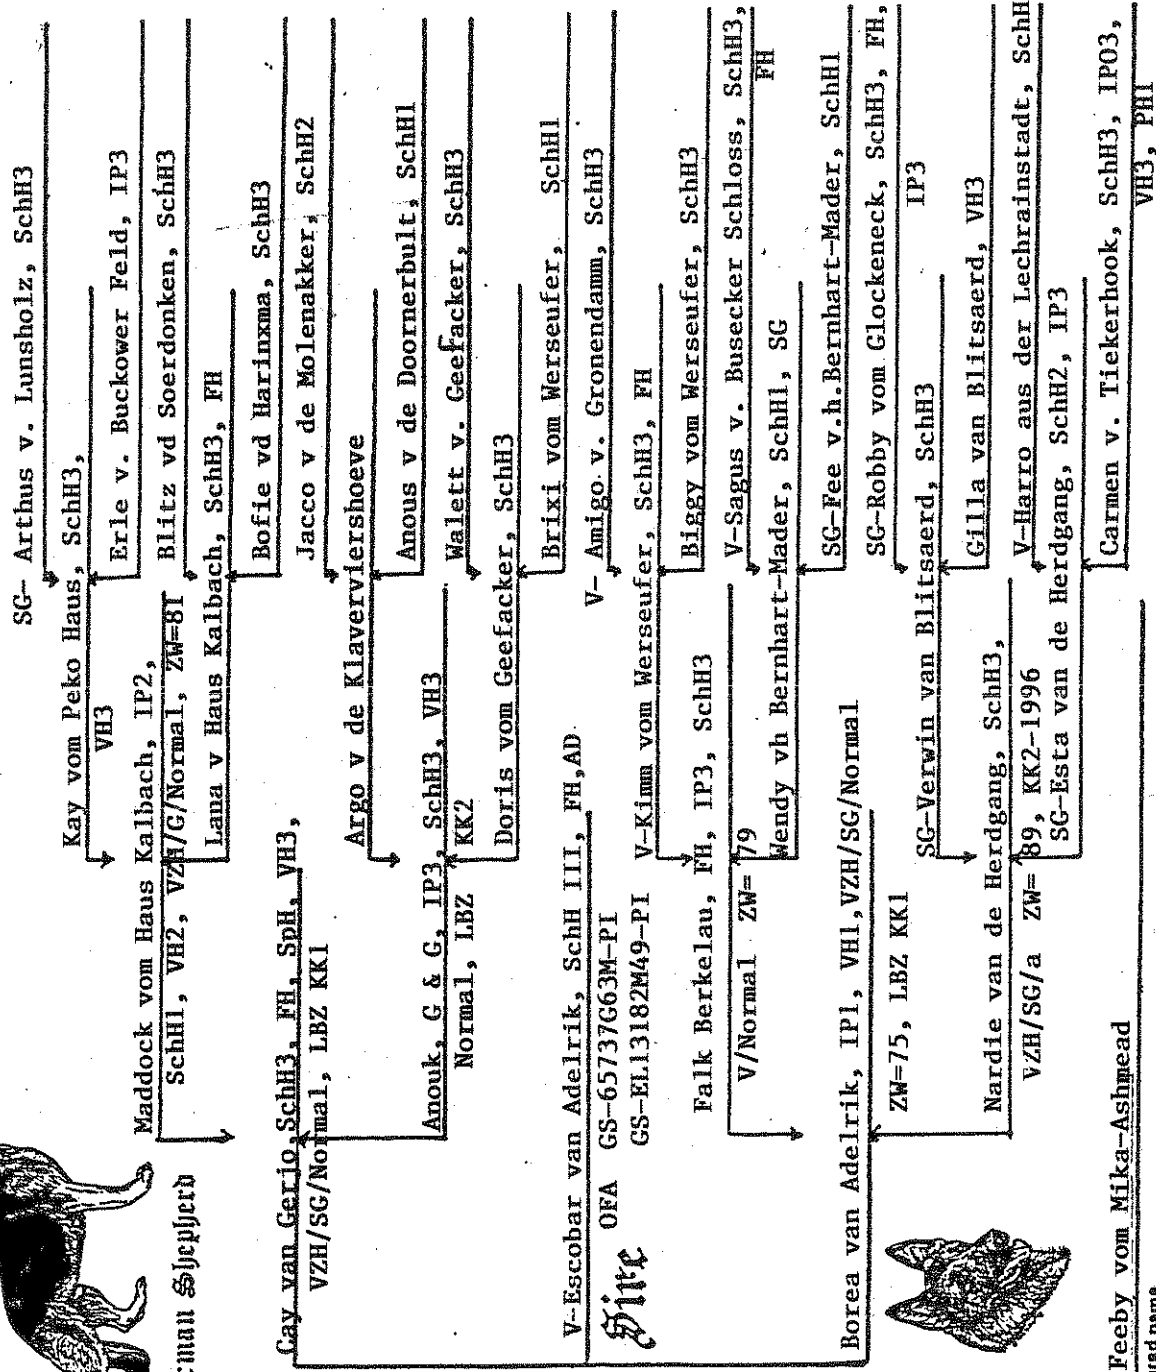 SG- Arthus v. Lunsholz, SchH3
Kay vom Peko Haus, SchH3,
VH3
Erle v. Buckower Feld, IP3
Maddock vom Haus Kalbach, IP2,
SchH1, VH2, VZH/G/Normal, ZW=81
Blitz vd Soerdonken, SchH3
Lana v Haus Kalbach, SchH3, FH
Bofie vd Harinxma, SchH3
Shepherd
Gay van Gerjo, SchH3, FH, SpH, VH3,
VZH/SG/Normal, LBZ KK1
Jacco v de Molenakker, SchH2
Argo v de Klaverviershoeve
Anous v de Doornerbult, SchH1
Anouk, G & G, IP3, SchH3, VH3
Normal, LBZ KK2
Walett v. Geefacker, SchH3
Doris vom Geefacker, SchH3
Brixi vom Werseufer, SchH1
V-Escobar van Adelrik, SchH III, FH,AD
Sire
OFA GS-65737G63M-PI
GS-EL13182M49-PI
V- Amigo v. Gronendamm, SchH3
V-Kimm vom Werseufer, SchH3, FH
Biggy vom Werseufer, SchH3
Falk Berkelau, FH, IP3, SchH3
V/Normal ZW= 79
V-Sagus v. Busecker Schloss, SchH3,
FH
Wendy vh Bernhart-Mader, SchH1, SG
SG-Fee v.h.Bernhart-Mader, SchH1
Borea van Adelrik, IP1, VH1,VZH/SG/Normal
ZW=75, LBZ KK1
SG-Robby vom Glockeneck, SchH3, FH,
IP3
SG-Verwin van Blitsaerd, SchH3
Gilla van Blitsaerd, VH3
Nardie van de Herdgang, SchH3,
VZH/SG/a ZW= 89, KK2-1996
V-Harro aus der Lechrainstadt, SchH
SG-Esta van de Herdgang, SchH2, IP3
Carmen v. Tiekerhook, SchH3, IPO3,
VH3, PH1
Feeby vom Mika-Ashmead
name